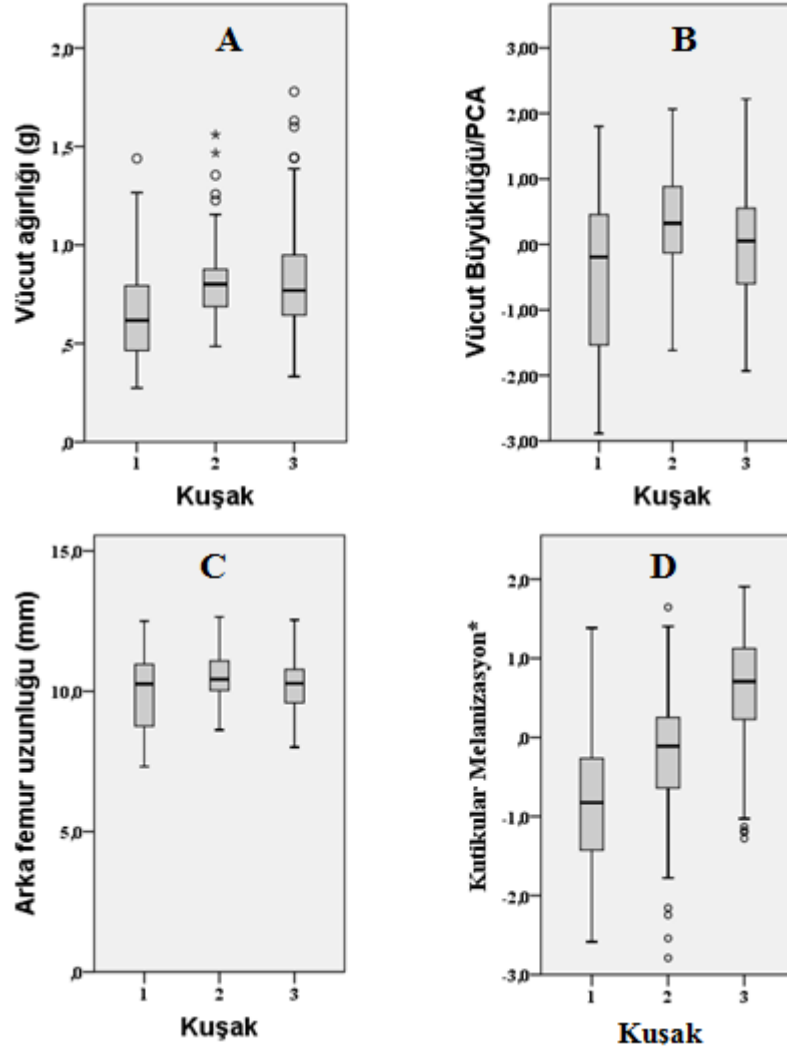 A
Vücut ağırlığı (g)
2,0
1,5
1,0
,5
,0
1 2 3
Kuşak
B
Vücut Büyüklüğü/PCA
3,00
2,00
1,00
,00
-1,00
-2,00
-3,00
1 2 3
Kuşak
C
Arka femur uzunluğu (mm)
15,0
10,0
5,0
,0
1 2 3
Kuşak
D
Kutikular Melanizasyon*
2,0
1,0
,0
-1,0
-2,0
-3,0
1 2 3
Kuşak